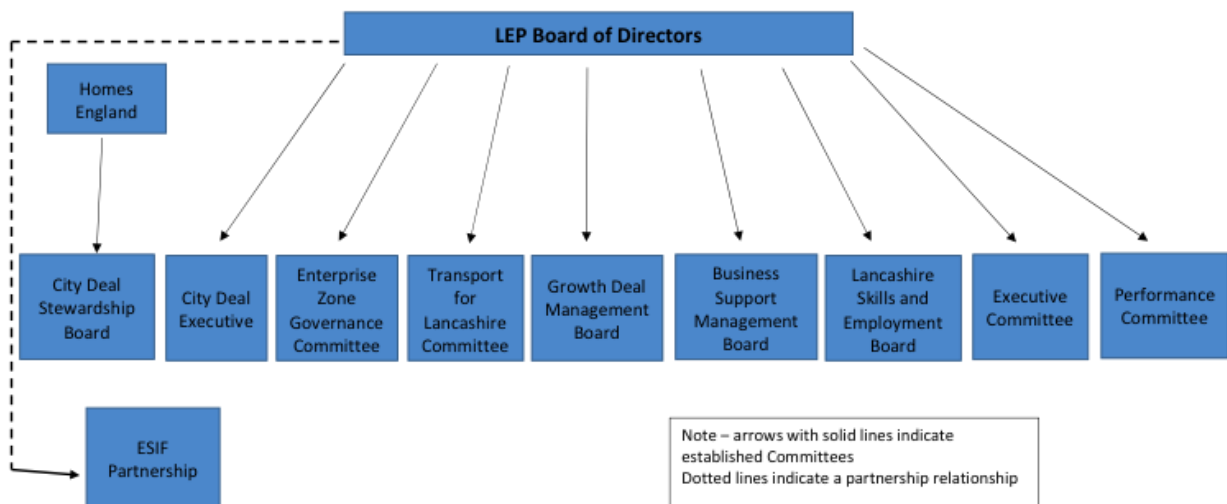 LEP Board of Directors
Homes
England
City Deal
Stewardship
Board
City Deal
Executive
Enterprise
Zone
Governance
Committee
Transport
for
Lancashire
Committee
Growth Deal
Management
Board
Business
Support
Management
Board
Lancashire
Skills and
Employment
Board
Executive
Committee
Performance
Committee
ESIF
Partnership
Note – arrows with solid lines indicate
established Committees
Dotted lines indicate a partnership relationship